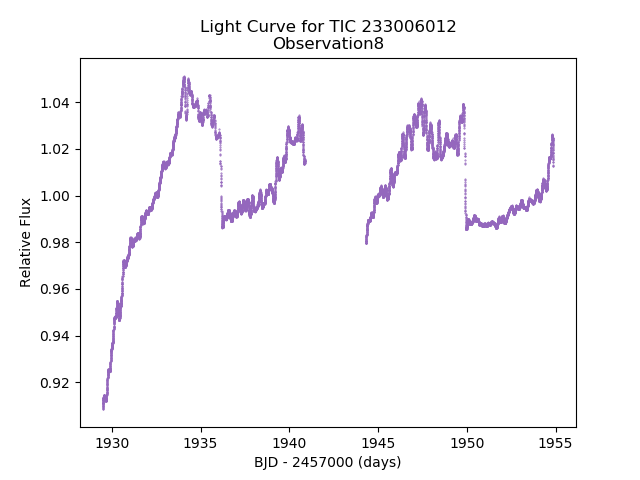 Light Curve for TIC 233006012
Observation8
Relative Flux
1.04
1.02
1.00
0.98
0.96
0.94
0.92
1930 1935 1940 1945 1950 1955
BJD - 2457000 (days)